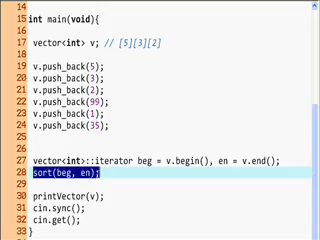 14
15 int main(void){
16
17 vector<int> v; // [5][3][2]
18
19 v.push_back(5);
20 v.push_back(3);
21 v.push_back(2);
22 v.push_back(99);
23 v.push_back(1);
24 v.push_back(35);
25
26
27 vector<int>::iterator beg = v.begin(), en = v.end();
28 sort(beg, en);
29
30 printVector(v);
31 cin.sync();
32 cin.get();
33 }